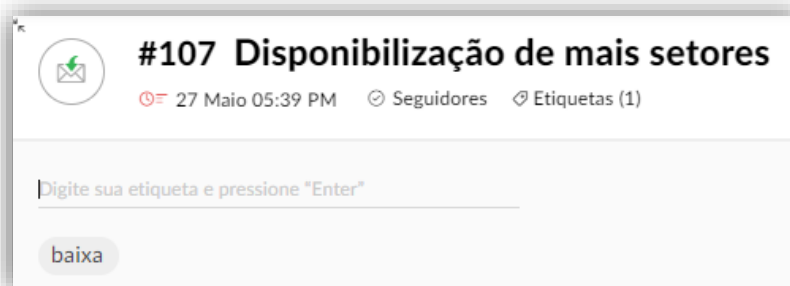 #107 Disponibilização de mais setores
27 Maio 05:39 PM Seguidores Etiquetas (1)
Digite sua etiqueta e pressione "Enter"
baixa